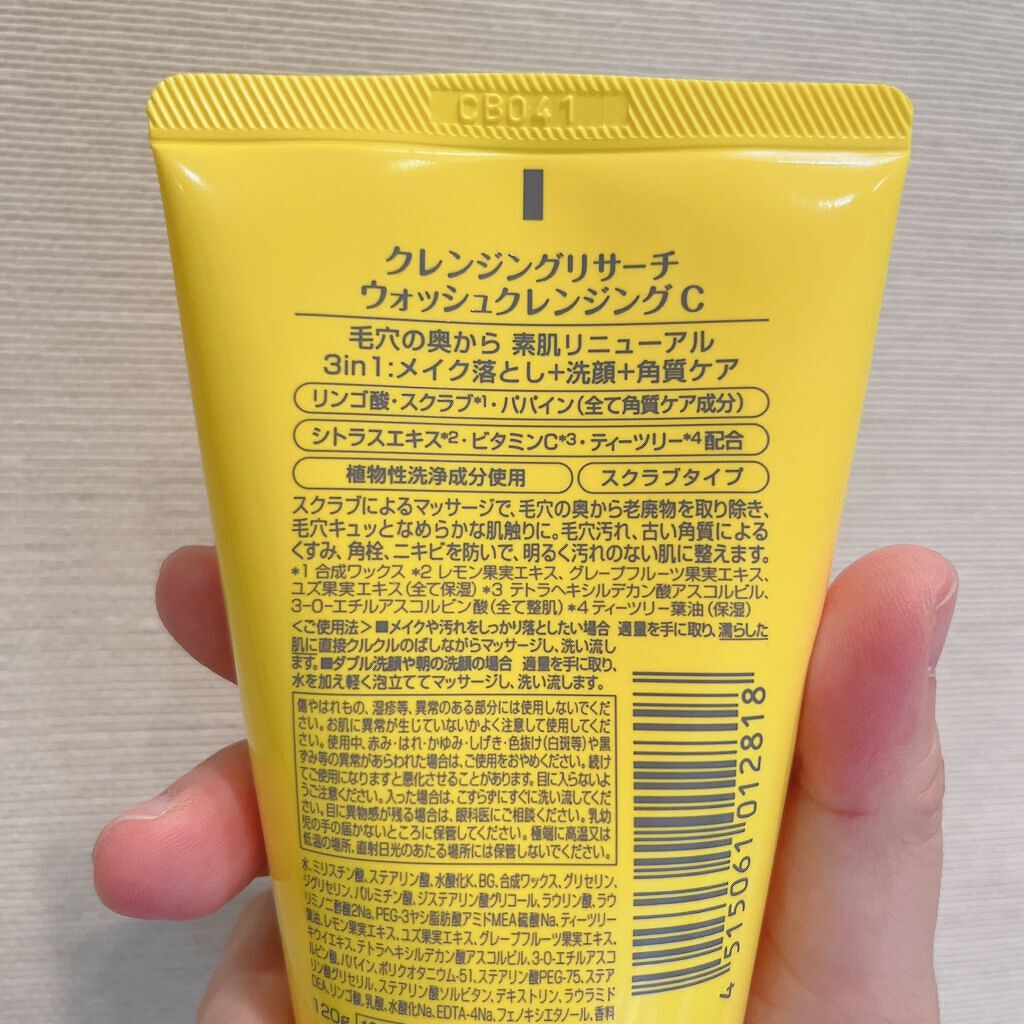 CB041
クレンジングリサーチ
ウォッシュクレンジング C
毛穴の奥から 素肌リニューアル
3in1:メイク落とし+洗顔+角質ケア
リンゴ酸・スクラブ*1・パパイン(全て角質ケア成分)
シトラスエキス*2・ビタミンC*3・ティーツリー*4配合
植物性洗浄成分使用
スクラブタイプ
スクラブによるマッサージで、毛穴の奥から老廃物を取り除き、
毛穴キュッとなめらかな肌触りに。毛穴汚れ、古い角質による
くすみ、角栓、ニキビを防いで、明るく汚れのない肌に整えます。
*1 合成ワックス *2 レモン果実エキス、グレープフルーツ果実エキス、
ユズ果実エキス(全て保湿) *3 テトラヘキシルデカン酸アスコルビル、
3-O-エチルアスコルビン酸(全て整肌) *4 ティーツリー葉油(保湿)
<ご使用法>■メイクや汚れをしっかり落としたい場合 適量を手に取り、濡らした
肌に直接クルクルのばしながらマッサージし、洗い流し
ます。■ダブル洗顔や朝の洗顔の場合 適量を手に取り、
水を加え軽く泡立ててマッサージし、洗い流します。
傷やはれもの、湿疹等、異常のある部分には使用しないでくだ
さい。お肌に異常が生じていないかよく注意して使用してくだ
さい。使用中、赤み・はれ・かゆみ・しげき・色抜け(白斑等)や黒
ずみ等の異常があらわれた場合は、ご使用をおやめください。続け
てご使用になりますと悪化させることがあります。目に入らないよ
うご注意ください。入った場合は、こすらずにすぐに洗い流してくだ
さい。目に異物感が残る場合は、眼科医にご相談ください。乳幼
児の手の届かないところに保管してください。極端に高温又は
低温の場所、直射日光のあたる場所には保管しないでください。
水、ミリスチン酸、ステアリン酸、水酸化K、BG、合成ワックス、グリセリン、
ジグリセリン、パルミチン酸、ジステアリン酸グリコール、ラウリン酸、ラウ
リミノ二酢酸2Na、PEG-3ヤシ脂肪酸アミドMEA硫酸Na、ティーツリー
葉油、レモン果実エキス、ユズ果実エキス、グレープフルーツ果実エキス、
キウイエキス、テトラヘキシルデカン酸アスコルビル、3-O-エチルアスコ
ルビン酸、パパイン、ポリクオタニウム-51、ステアリン酸PEG-75、ステア
リン酸グリセリル、ステアリン酸ソルビタン、デキストリン、ラウラミド
DEA、リンゴ酸、乳酸、水酸化Na、EDTA-4Na、フェノキシエタノール、香料
120g
4 515061 012818